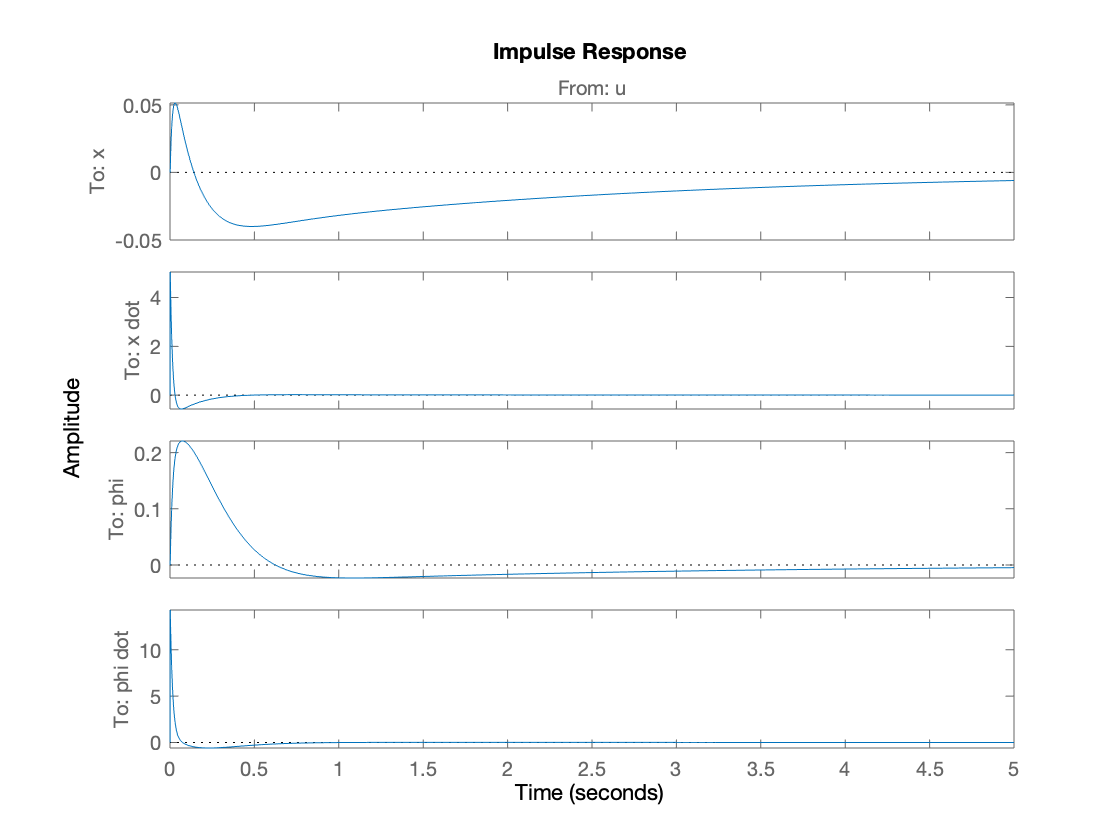 Impulse Response
From: u
Amplitude
To: x
0.05
0
-0.05
To: x dot
4
2
0
To: phi
0.2
0.1
0
To: phi dot
10
5
0
0 0.5 1 1.5 2 2.5 3 3.5 4 4.5 5
Time (seconds)